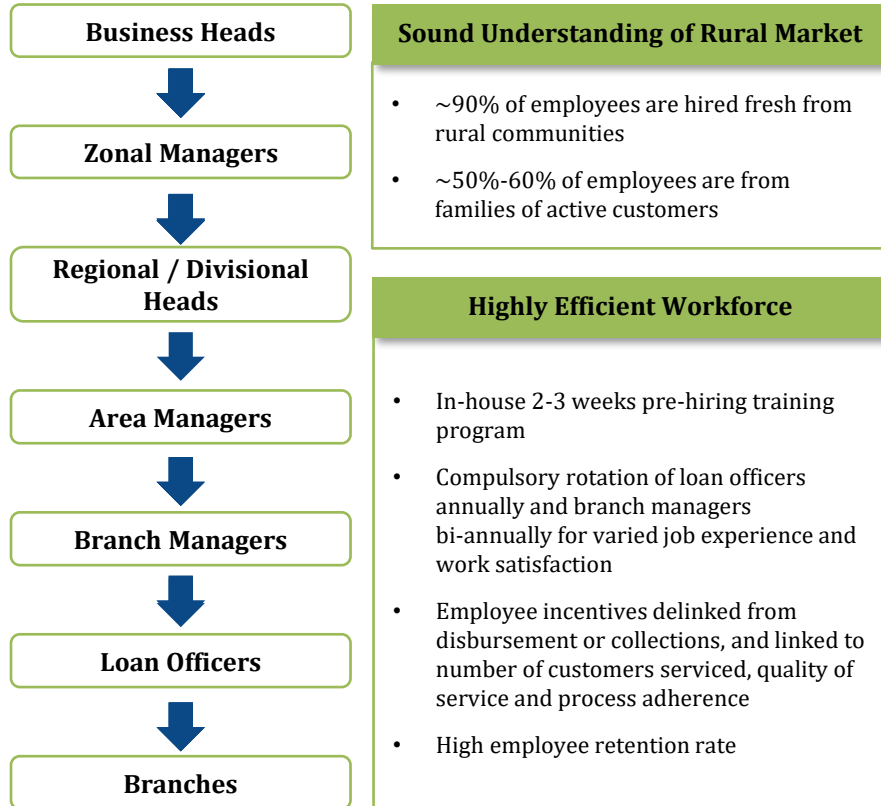 Business Heads
Zonal Managers
Regional / Divisional
Heads
Area Managers
Branch Managers
Loan Officers
Branches
Sound Understanding of Rural Market
• ~90% of employees are hired fresh from
rural communities
• ~50%-60% of employees are from
families of active customers
Highly Efficient Workforce
• In-house 2-3 weeks pre-hiring training
program
• Compulsory rotation of loan officers
annually and branch managers
bi-annually for varied job experience and
work satisfaction
• Employee incentives delinked from
disbursement or collections, and linked to
number of customers serviced, quality of
service and process adherence
• High employee retention rate